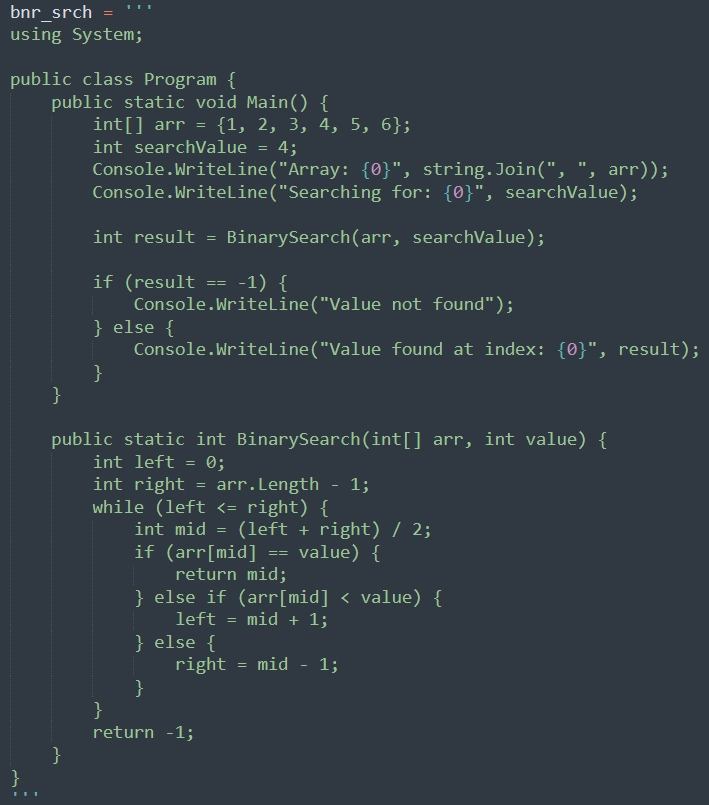 bnr_srch = '''
using System;

public class Program {
    public static void Main() {
        int[] arr = {1, 2, 3, 4, 5, 6};
        int searchValue = 4;
        Console.WriteLine("Array: {0}", string.Join(", ", arr));
        Console.WriteLine("Searching for: {0}", searchValue);

        int result = BinarySearch(arr, searchValue);

        if (result == -1) {
            Console.WriteLine("Value not found");
        } else {
            Console.WriteLine("Value found at index: {0}", result);
        }
    }

    public static int BinarySearch(int[] arr, int value) {
        int left = 0;
        int right = arr.Length - 1;
        while (left <= right) {
            int mid = (left + right) / 2;
            if (arr[mid] == value) {
                return mid;
            } else if (arr[mid] < value) {
                left = mid + 1;
            } else {
                right = mid - 1;
            }
        }
        return -1;
    }
}
'''